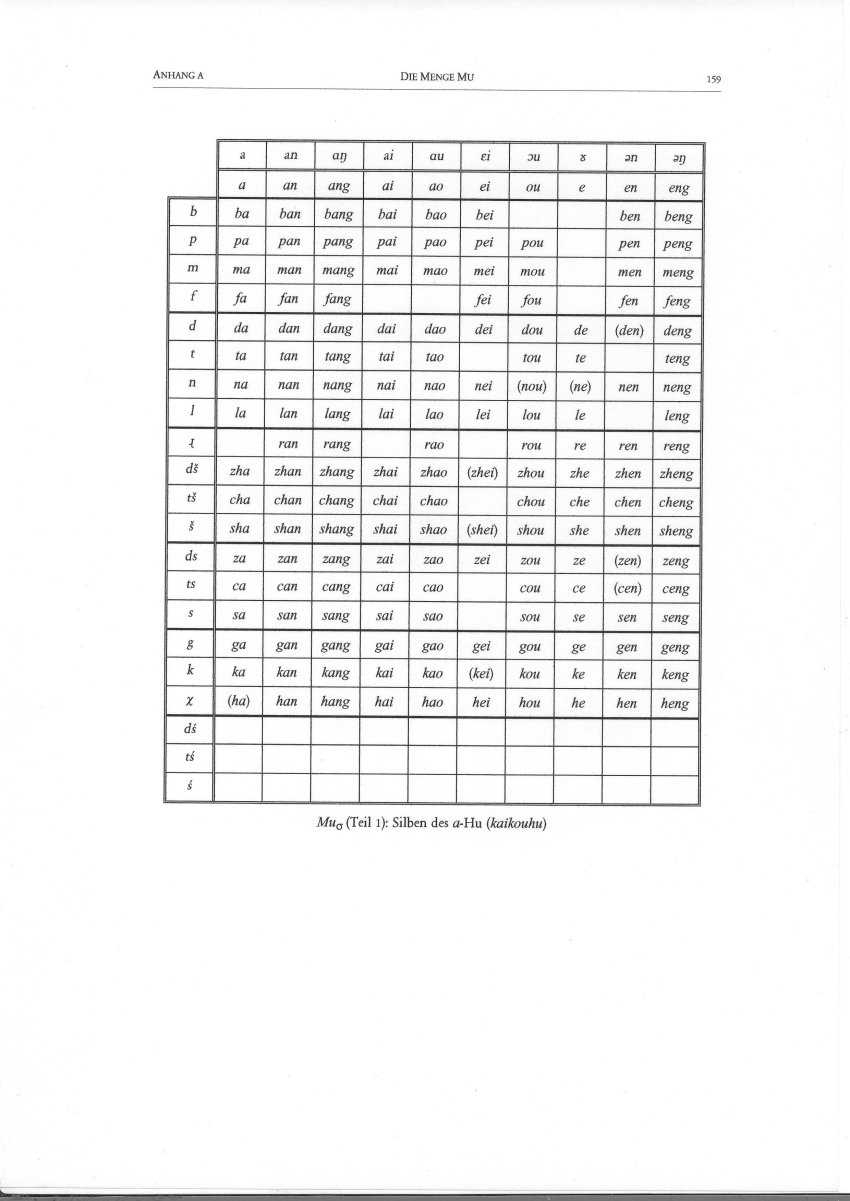 ANHANG A DIE MENGE MU 159
a an aŋ ai ɑu ɛi ɔu ɤ ən əŋ
a an ang ai ao ei ou e en eng
b ba ban bang bai bao bei ben beng
p pa pan pang pai pao pei pou pen peng
m ma man mang mai mao mei mou men meng
f fa fan fang fei fou fen feng
d da dan dang dai dao dei dou de (den) deng
t ta tan tang tai tao tou te teng
n na nan nang nai nao nei (nou) (ne) nen neng
l la lan lang lai lao lei lou le leng
ran rang rao rou re ren reng
dš zha zhan zhang zhai zhao (zhei) zhou zhe zhen zheng
tš cha chan chang chai chao chou che chen cheng
š sha shan shang shai shao (shei) shou she shen sheng
ds za zan zang zai zao zei zou ze (zen) zeng
ts ca can cang cai cao cou ce (cen) ceng
s sa san sang sai sao sou se sen seng
g ga gan gang gai gao gei gou ge gen geng
k ka kan kang kai kao (kei) kou ke ken keng
χ (ha) han hang hai hao hei hou he hen heng
dś
tś
ś
Muσ (Teil 1): Silben des a-Hu (kaikouhu)